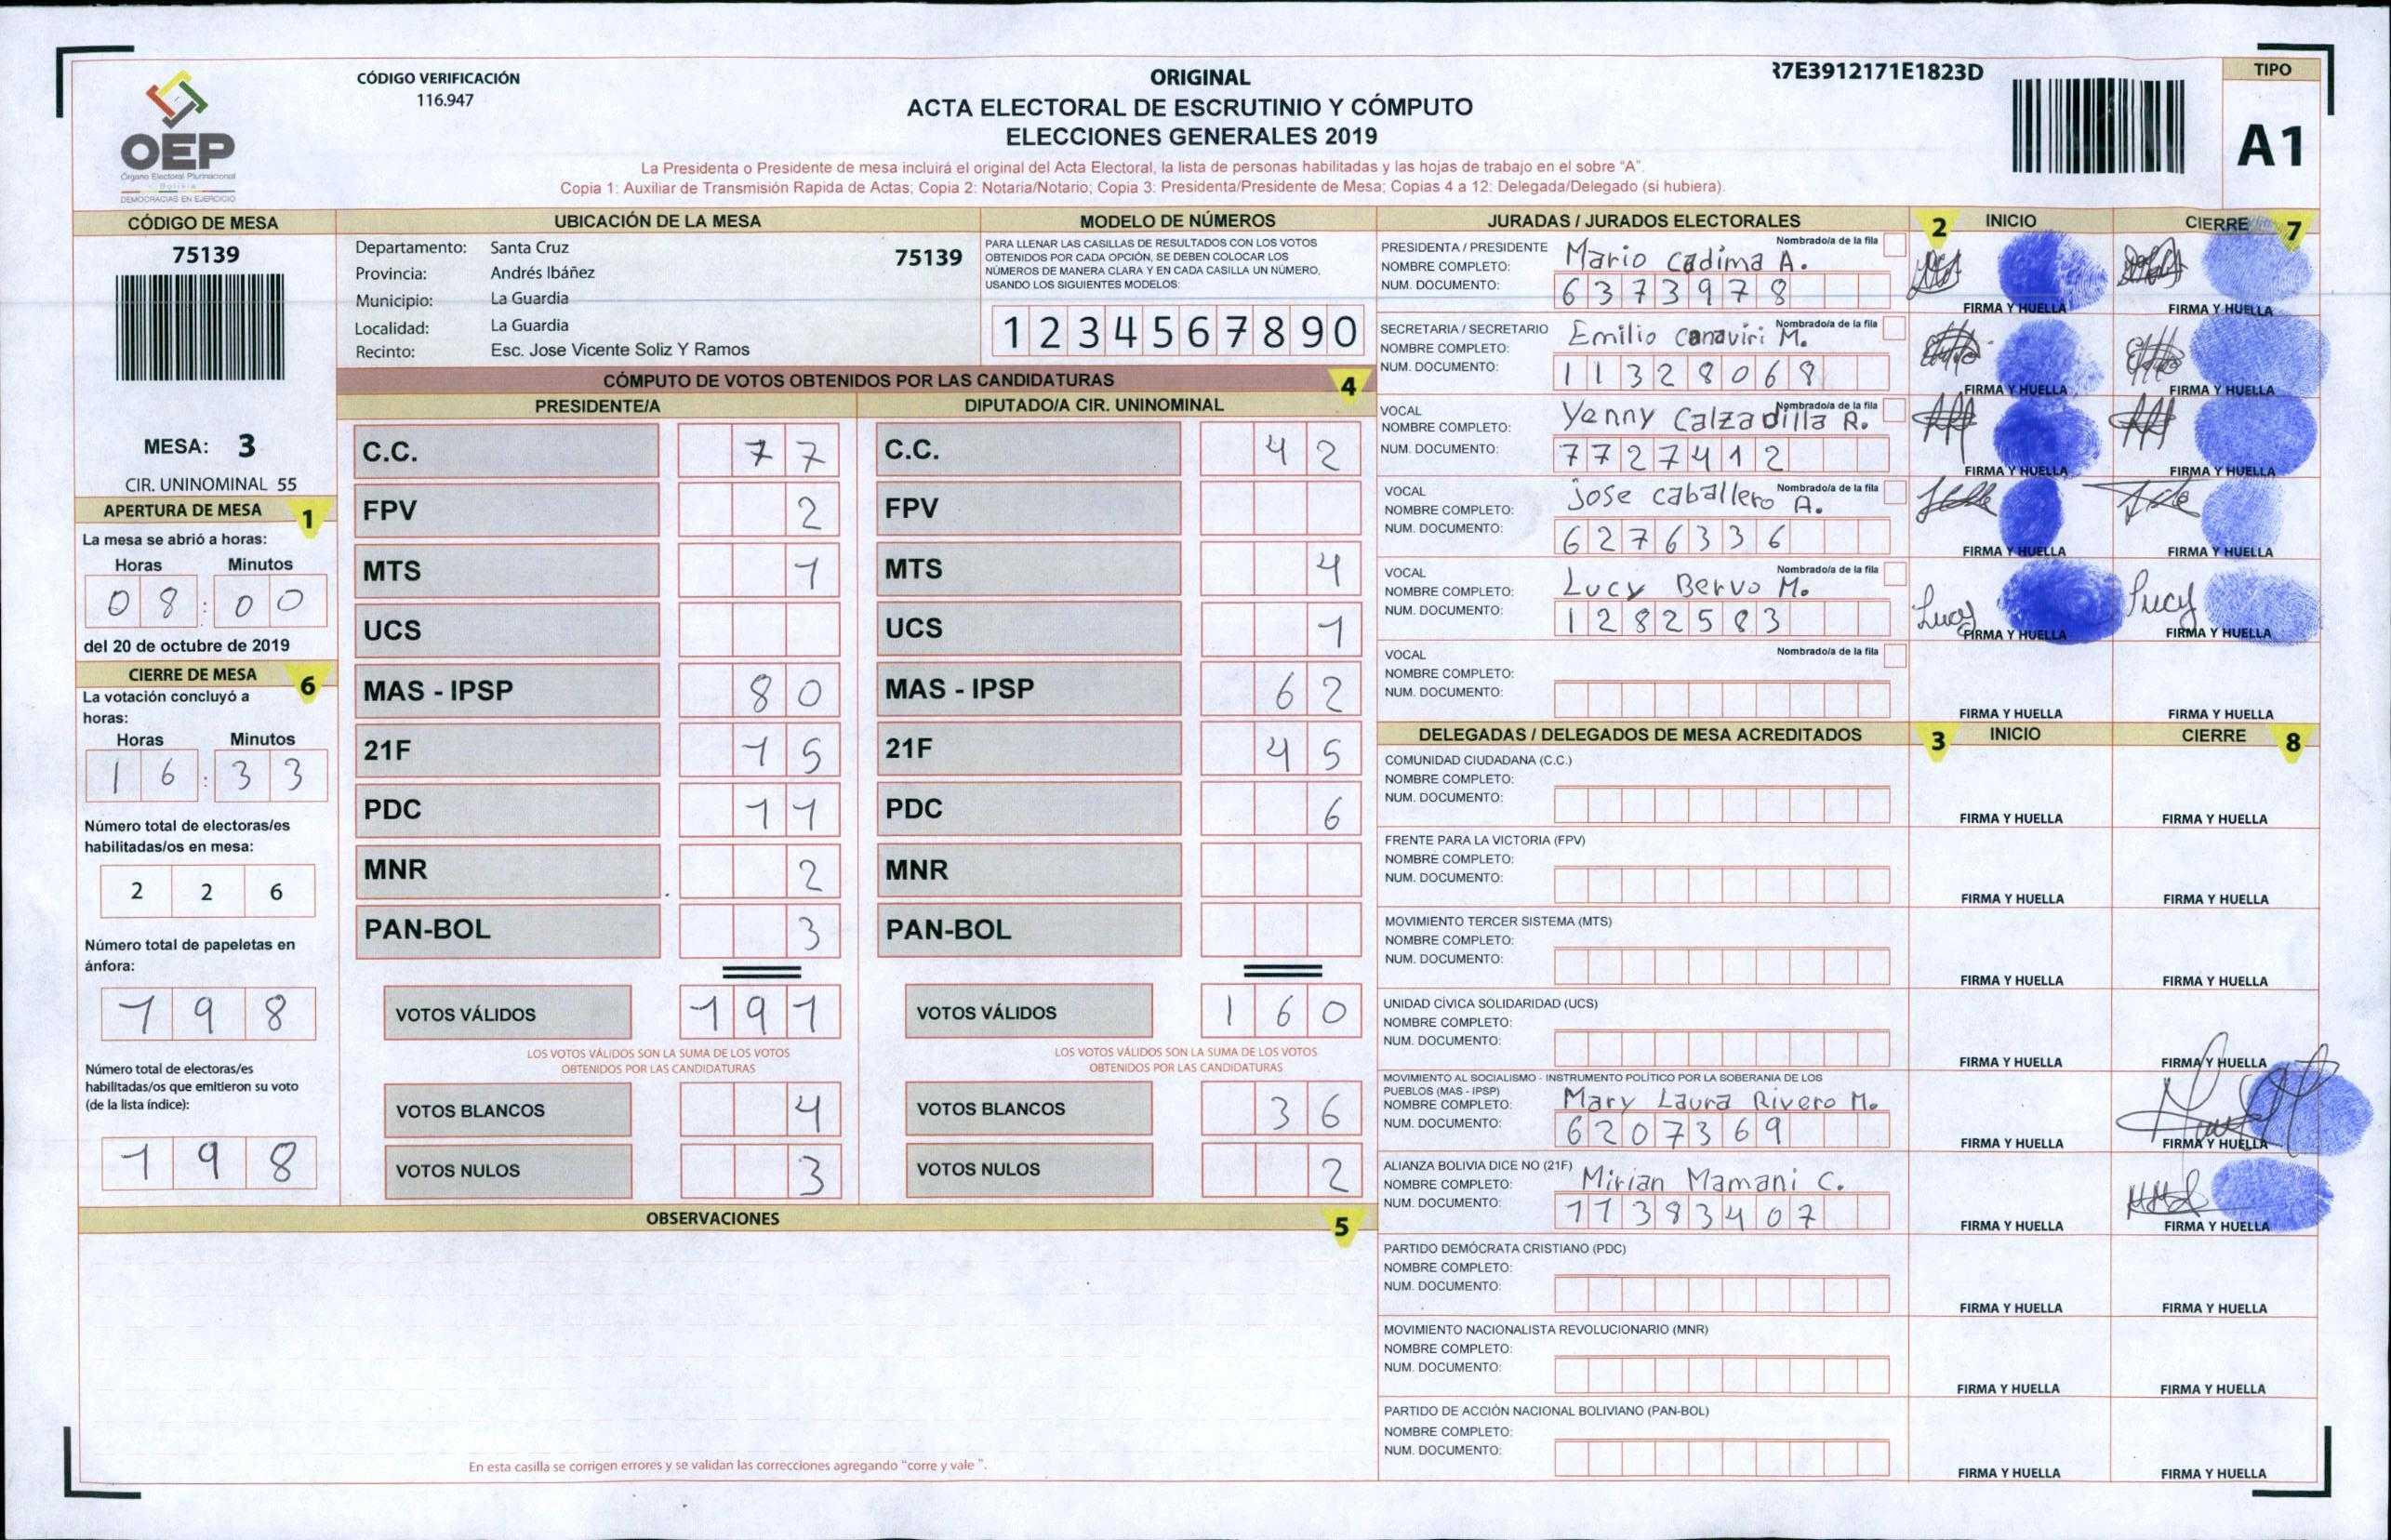 CÓDIGO VERIFICACIÓN
116.947
OEP
Órgano Electoral Plurinacional
Bolivia
DEMOCRACIAS EN EJERCICIO
ORIGINAL
ACTA ELECTORAL DE ESCRUTINIO Y CÓMPUTO
ELECCIONES GENERALES 2019
La Presidenta o Presidente de mesa incluirá el original del Acta Electoral, la lista de personas habilitadas y las hojas de trabajo en el sobre "A".
Copia 1: Auxiliar de Transmisión Rapida de Actas; Copia 2: Notaria/Notario; Copia 3: Presidenta/Presidente de Mesa; Copias 4 a 12: Delegada/Delegado (si hubiera).
R7E3912171E1823D
TIPO
A1
CÓDIGO DE MESA
75139
MESA: 3
CIR. UNINOMINAL 55
APERTURA DE MESA 1
La mesa se abrió a horas:
Horas Minutos
08:00
del 20 de octubre de 2019
CIERRE DE MESA 6
La votación concluyó a
horas:
Horas Minutos
16:33
Número total de electoras/es
habilitadas/os en mesa:
226
Número total de papeletas en
ánfora:
198
Número total de electoras/es
habilitadas/os que emitieron su voto
(de la lista índice):
198
UBICACIÓN DE LA MESA
Departamento: Santa Cruz 75139
Provincia: Andrés Ibáñez
Municipio: La Guardia
Localidad: La Guardia
Recinto: Esc. Jose Vicente Soliz Y Ramos
MODELO DE NÚMEROS
PARA LLENAR LAS CASILLAS DE RESULTADOS CON LOS VOTOS
OBTENIDOS POR CADA OPCIÓN, SE DEBEN COLOCAR LOS
NÚMEROS DE MANERA CLARA Y EN CADA CASILLA UN NÚMERO,
USANDO LOS SIGUIENTES MODELOS:
1 2 3 4 5 6 7 8 9 0
CÓMPUTO DE VOTOS OBTENIDOS POR LAS CANDIDATURAS 4
PRESIDENTE/A DIPUTADO/A CIR. UNINOMINAL
C.C. 77 C.C. 42
FPV 2 FPV
MTS 1 MTS 4
UCS UCS 1
MAS - IPSP 80 MAS - IPSP 62
21F 15 21F 45
PDC 11 PDC 6
MNR 2 MNR
PAN-BOL 3 PAN-BOL
VOTOS VÁLIDOS 191 VOTOS VÁLIDOS 160
LOS VOTOS VÁLIDOS SON LA SUMA DE LOS VOTOS LOS VOTOS VÁLIDOS SON LA SUMA DE LOS VOTOS
OBTENIDOS POR LAS CANDIDATURAS OBTENIDOS POR LAS CANDIDATURAS
VOTOS BLANCOS 4 VOTOS BLANCOS 36
VOTOS NULOS 3 VOTOS NULOS 2
OBSERVACIONES 5
En esta casilla se corrigen errores y se validan las correcciones agregando "corre y vale ".
JURADAS / JURADOS ELECTORALES 2 INICIO CIERRE 7
PRESIDENTA / PRESIDENTE Nombrado/a de la fila
NOMBRE COMPLETO: Mario Cadima A.
NUM. DOCUMENTO: 6373978
FIRMA Y HUELLA FIRMA Y HUELLA
SECRETARIA / SECRETARIO Nombrado/a de la fila
NOMBRE COMPLETO: Emilio Canaviri M.
NUM. DOCUMENTO: 11328068
FIRMA Y HUELLA FIRMA Y HUELLA
VOCAL Nombrado/a de la fila
NOMBRE COMPLETO: Yenny Calzadilla R.
NUM. DOCUMENTO: 7727412
FIRMA Y HUELLA FIRMA Y HUELLA
VOCAL Nombrado/a de la fila
NOMBRE COMPLETO: jose caballero A.
NUM. DOCUMENTO: 6276336
FIRMA Y HUELLA FIRMA Y HUELLA
VOCAL Nombrado/a de la fila
NOMBRE COMPLETO: Lucy Bervo M.
NUM. DOCUMENTO: 1282583
Lucy Lucy
FIRMA Y HUELLA FIRMA Y HUELLA
VOCAL Nombrado/a de la fila
NOMBRE COMPLETO:
NUM. DOCUMENTO:
FIRMA Y HUELLA FIRMA Y HUELLA
DELEGADAS / DELEGADOS DE MESA ACREDITADOS 3 INICIO CIERRE 8
COMUNIDAD CIUDADANA (C.C.)
NOMBRE COMPLETO:
NUM. DOCUMENTO:
FIRMA Y HUELLA FIRMA Y HUELLA
FRENTE PARA LA VICTORIA (FPV)
NOMBRE COMPLETO:
NUM. DOCUMENTO:
FIRMA Y HUELLA FIRMA Y HUELLA
MOVIMIENTO TERCER SISTEMA (MTS)
NOMBRE COMPLETO:
NUM. DOCUMENTO:
FIRMA Y HUELLA FIRMA Y HUELLA
UNIDAD CÍVICA SOLIDARIDAD (UCS)
NOMBRE COMPLETO:
NUM. DOCUMENTO:
FIRMA Y HUELLA FIRMA Y HUELLA
MOVIMIENTO AL SOCIALISMO - INSTRUMENTO POLÍTICO POR LA SOBERANIA DE LOS
PUEBLOS (MAS - IPSP)
NOMBRE COMPLETO: Mary Laura Rivero M.
NUM. DOCUMENTO: 6207369
FIRMA Y HUELLA FIRMA Y HUELLA
ALIANZA BOLIVIA DICE NO (21F)
NOMBRE COMPLETO: Mirian Mamani C.
NUM. DOCUMENTO: 11383407
FIRMA Y HUELLA FIRMA Y HUELLA
PARTIDO DEMÓCRATA CRISTIANO (PDC)
NOMBRE COMPLETO:
NUM. DOCUMENTO:
FIRMA Y HUELLA FIRMA Y HUELLA
MOVIMIENTO NACIONALISTA REVOLUCIONARIO (MNR)
NOMBRE COMPLETO:
NUM. DOCUMENTO:
FIRMA Y HUELLA FIRMA Y HUELLA
PARTIDO DE ACCIÓN NACIONAL BOLIVIANO (PAN-BOL)
NOMBRE COMPLETO:
NUM. DOCUMENTO:
FIRMA Y HUELLA FIRMA Y HUELLA